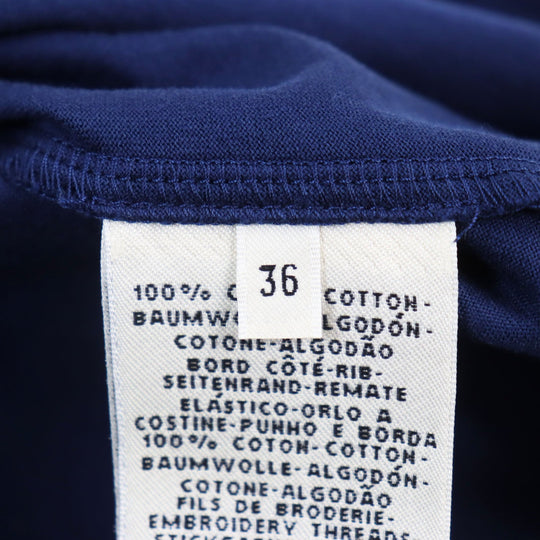 36
100% C COTTON-
BAUMWO LGODÓN-
COTONE-ALGODÃO
BORD CÔTÉ-RIB-
SEITENRAND-REMATE
ELÁSTICO-ORLO A
COSTINE-PUNHO E BORDA
100% COTON-COTTON-
BAUMWOLLE-ALGODÓN-
COTONE-ALGODÃO
FILS DE BRODERIE-
EMBROIDERY THREADS